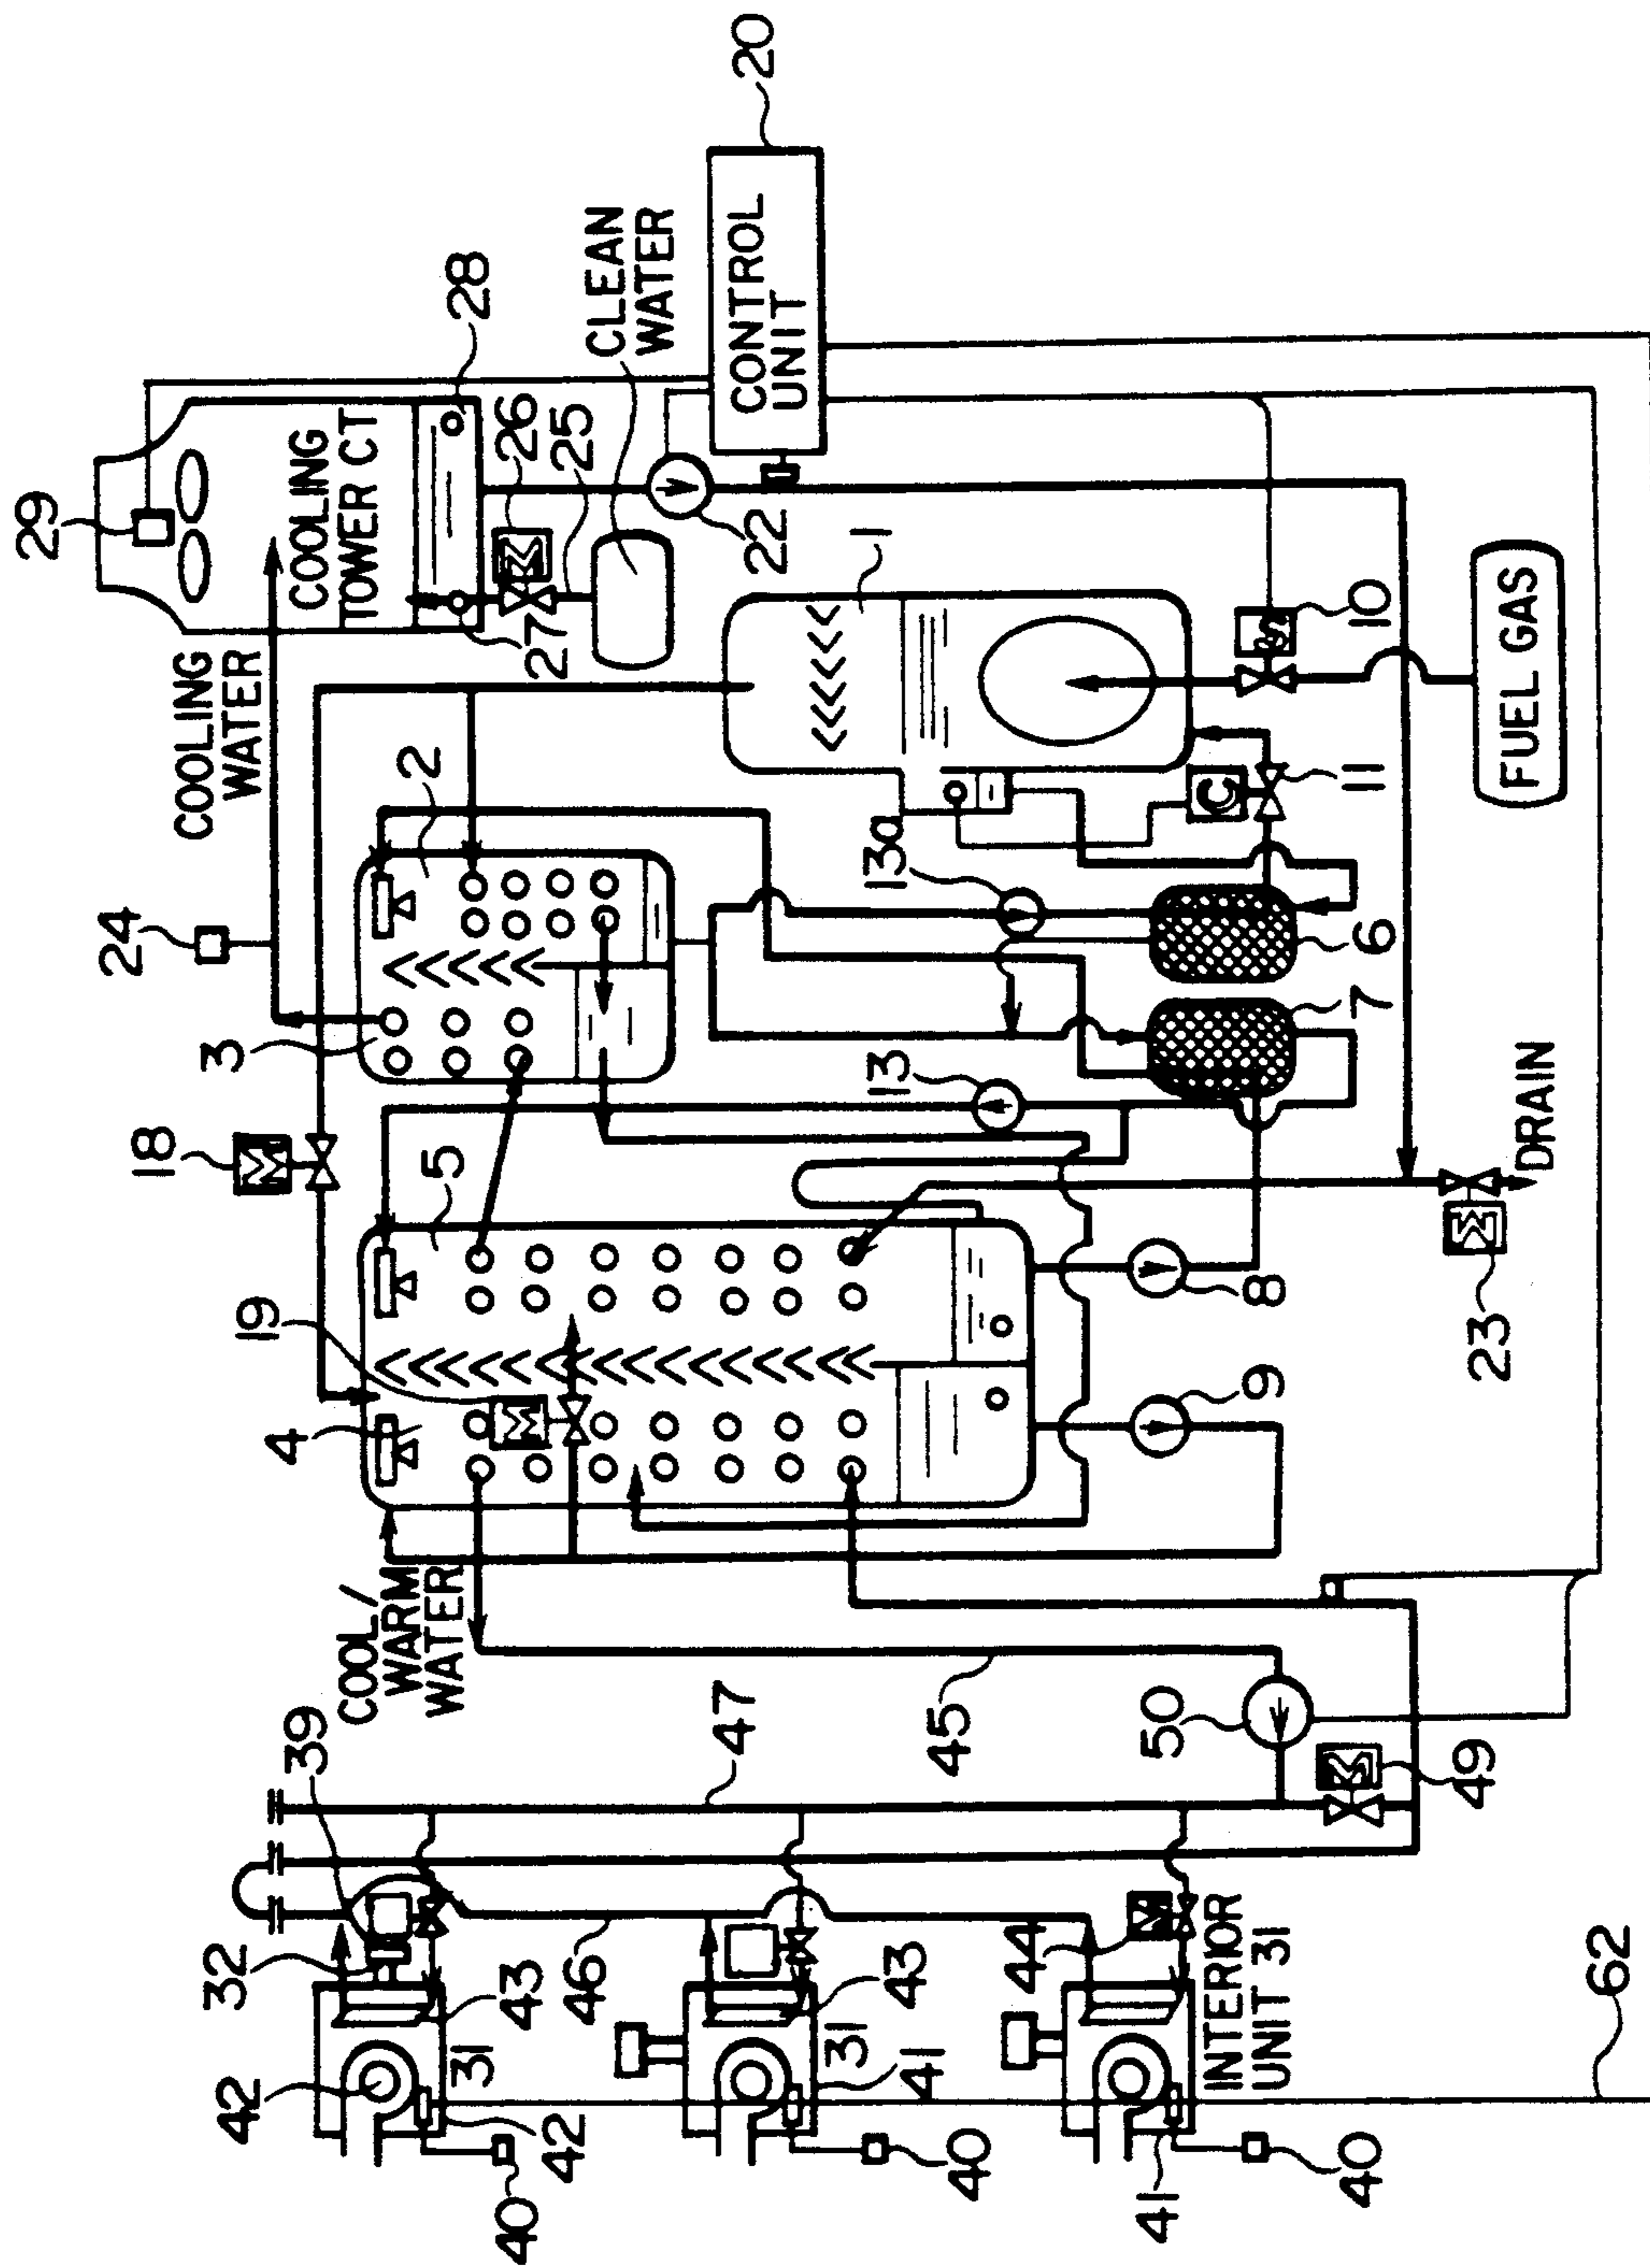 29
20
COOLING
TOWER CT
28
COOLING
WATER
26
25
27
CLEAN
WATER
CONTROL
UNIT
22
24
3
2
1
18
13a
13
6
7
10
11
FUEL GAS
DRAIN
23
19
4
5
8
9
COOL/
WARM
WATER
39
47
45
50
49
32
43
46
43
44
INTERIOR
UNIT 31
42
31
42
31
41
41
40
40
40
62